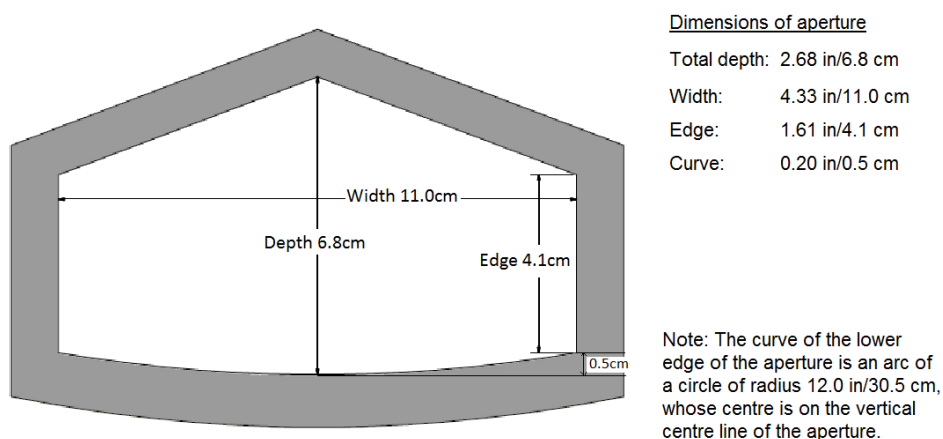 Dimensions of aperture
Total depth: 2.68 in/6.8 cm
Width: 4.33 in/11.0 cm
Edge: 1.61 in/4.1 cm
Curve: 0.20 in/0.5 cm
Width 11.0cm
Depth 6.8cm
Edge 4.1cm
0.5cm
Note: The curve of the lower
edge of the aperture is an arc of
a circle of radius 12.0 in/30.5 cm,
whose centre is on the vertical
centre line of the aperture.